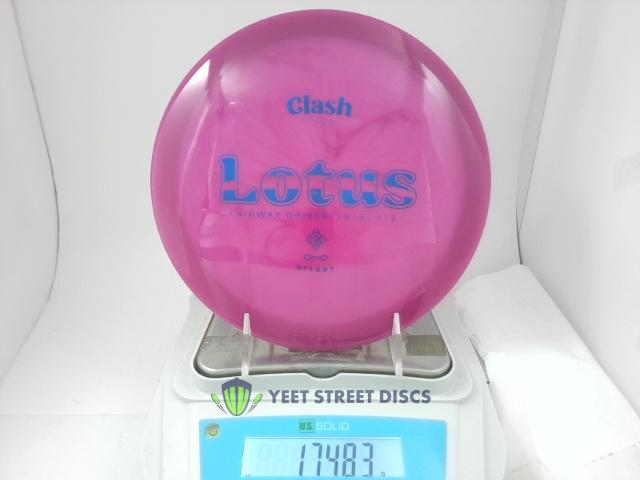 Clash
Lotus
FAIRWAY DRIVER
STEADY
YEET STREET DISCS
US SOLID
174.83 g